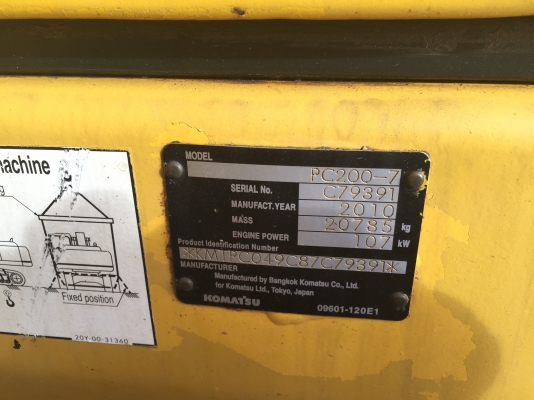 machine
Fixed position
20Y-00-31360
MODEL PC200-7
SERIAL No. C79391
MANUFACT.YEAR 2010
MASS 20785 kg
ENGINE POWER 107 kW
Product Identification Number
MANUFACTURER
Manufactured by Bangkok Komatsu Co., Ltd.
for Komatsu Ltd., Tokyo, Japan
KOMATSU 09601-120E1